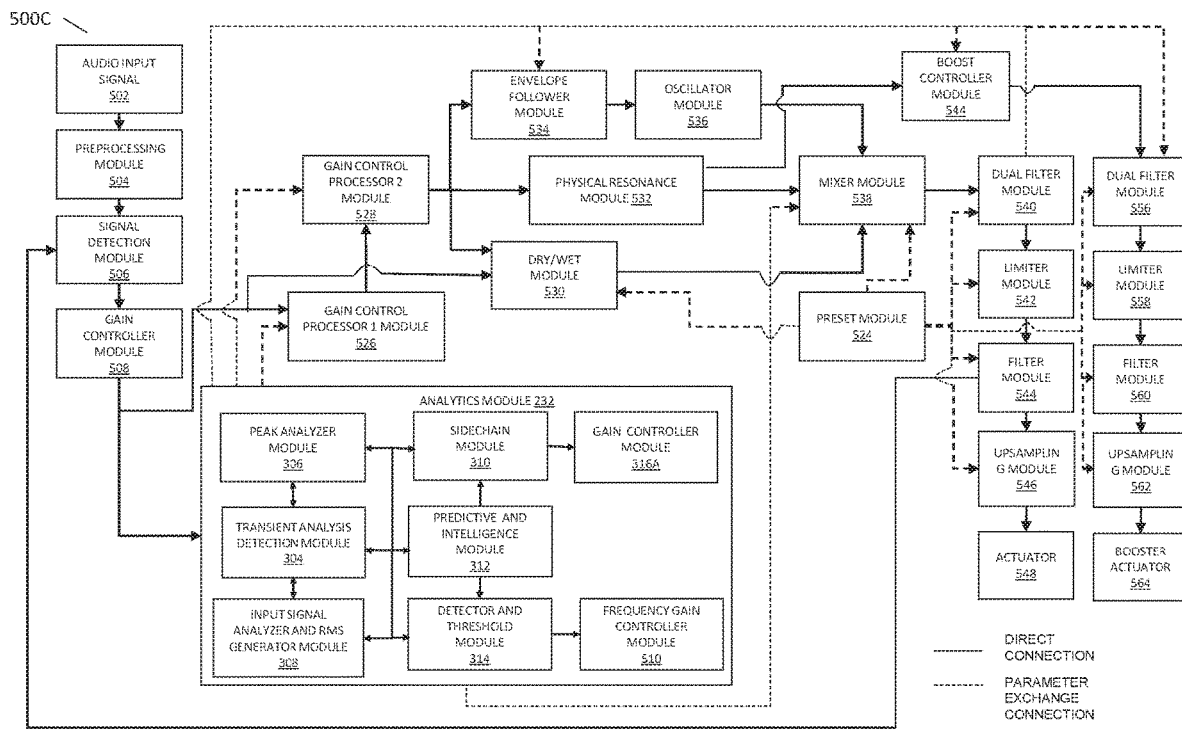 500C
AUDIO INPUT
SIGNAL
502
PREPROCESSING
MODULE
504
SIGNAL
DETECTION
MODULE
506
GAIN
CONTROLLER
MODULE
508
GAIN CONTROL
PROCESSOR 2
MODULE
528
GAIN CONTROL
PROCESSOR 1 MODULE
526
ENVELOPE
FOLLOWER
MODULE
534
OSCILLATOR
MODULE
536
PHYSICAL RESONANCE
MODULE 532
DRY/WET
MODULE
530
MIXER MODULE
538
PRESET MODULE
524
BOOST
CONTROLLER
MODULE
544
DUAL FILTER
MODULE
540
LIMITER
MODULE
542
FILTER
MODULE
544
UPSAMPLIN
G MODULE
546
ACTUATOR
548
DUAL FILTER
MODULE
556
LIMITER
MODULE
558
FILTER
MODULE
560
UPSAMPLIN
G MODULE
562
BOOSTER
ACTUATOR
564
ANALYTICS MODULE 232
PEAK ANALYZER
MODULE
306
SIDECHAIN
MODULE
310
GAIN CONTROLLER
MODULE
316A
TRANSIENT ANALYSIS
DETECTION MODULE
304
PREDICTIVE AND
INTELLIGENCE
MODULE
312
INPUT SIGNAL
ANALYZER AND RMS
GENERATOR MODULE
308
DETECTOR AND
THRESHOLD
MODULE
314
FREQUENCY GAIN
CONTROLLER
MODULE
510
DIRECT
CONNECTION
PARAMETER
EXCHANGE
CONNECTION